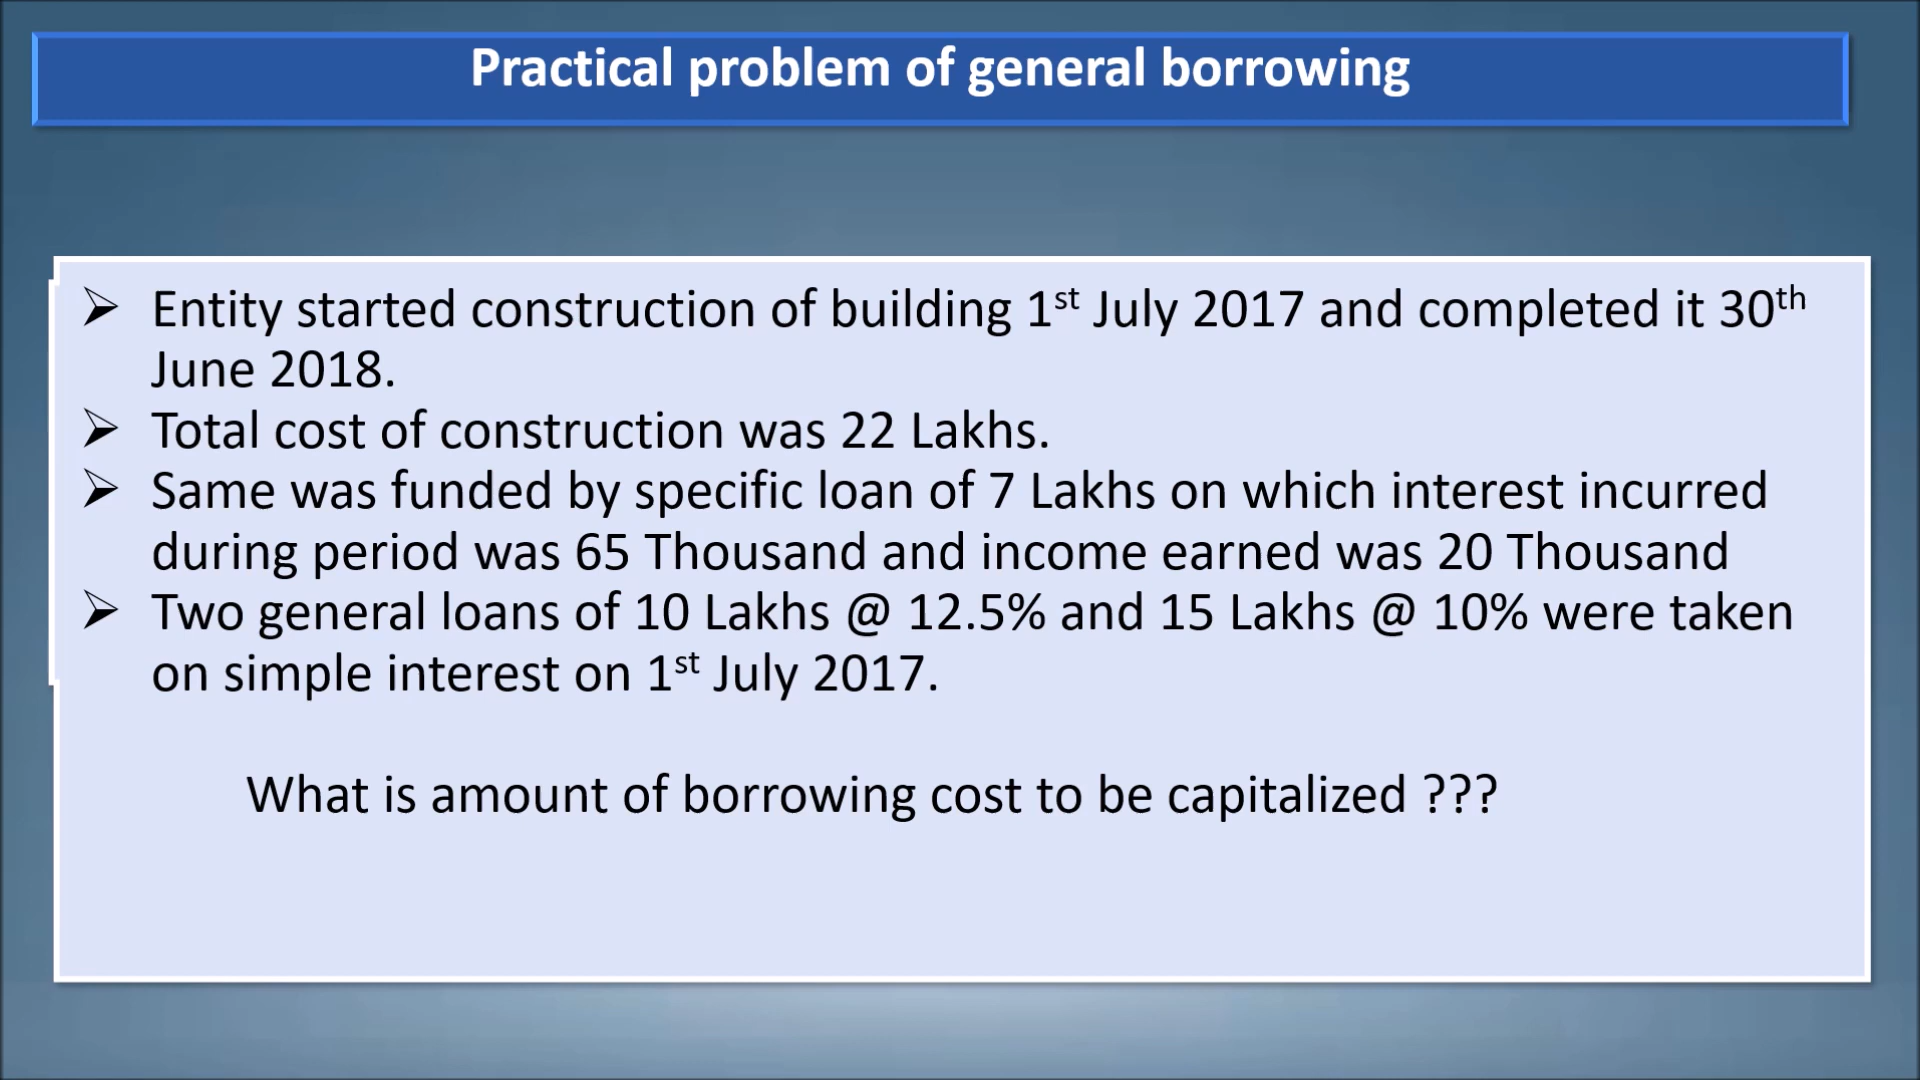 Practical problem of general borrowing
➢ Entity started construction of building 1st July 2017 and completed it 30th
June 2018.
➢ Total cost of construction was 22 Lakhs.
➢ Same was funded by specific loan of 7 Lakhs on which interest incurred
during period was 65 Thousand and income earned was 20 Thousand
➢ Two general loans of 10 Lakhs @ 12.5% and 15 Lakhs @ 10% were taken
on simple interest on 1st July 2017.
What is amount of borrowing cost to be capitalized ???